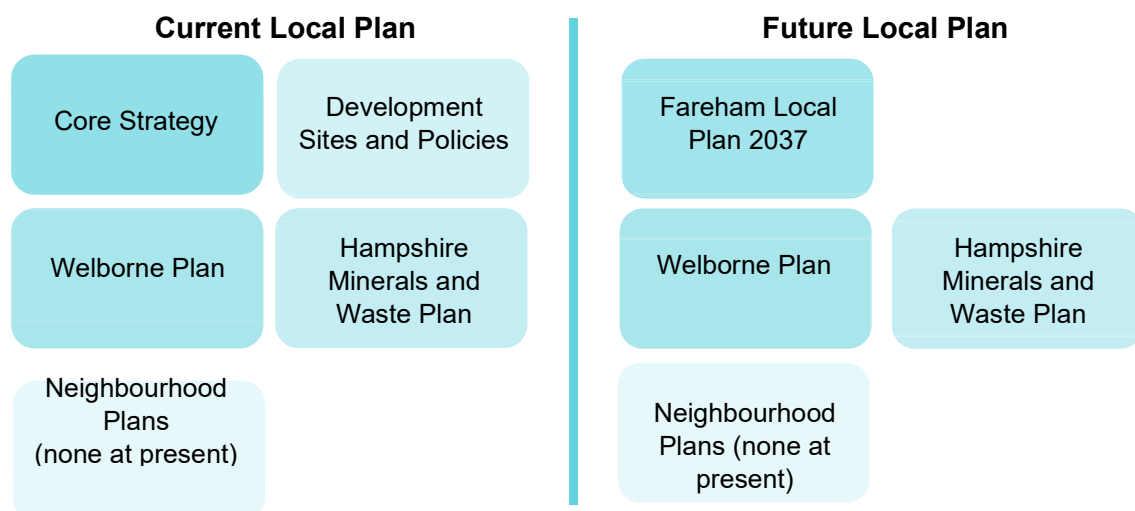 Current Local Plan
Core Strategy
Development
Sites and Policies
Welborne Plan
Hampshire
Minerals and
Waste Plan
Neighbourhood
Plans
(none at present)
Future Local Plan
Fareham Local
Plan 2037
Welborne Plan
Hampshire
Minerals and
Waste Plan
Neighbourhood
Plans (none at
present)